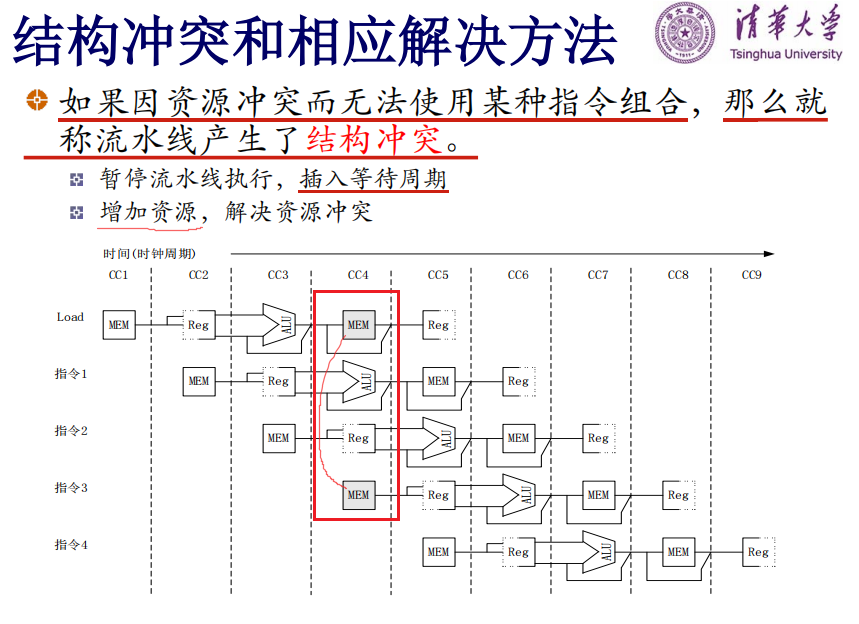 结构冲突和相应解决方法
清华大学
Tsinghua University
如果因资源冲突而无法使用某种指令组合，那么就
称流水线产生了结构冲突。
暂停流水线执行，插入等待周期
增加资源，解决资源冲突
时间(时钟周期)
CC1 CC2 CC3 CC4 CC5 CC6 CC7 CC8 CC9
Load MEM Reg ALU MEM Reg
指令1 MEM Reg ALU MEM Reg
指令2 MEM Reg ALU MEM Reg
指令3 MEM Reg ALU MEM Reg
指令4 MEM Reg ALU MEM Reg